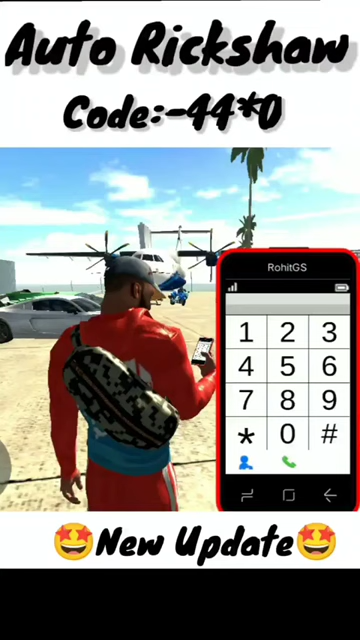 Auto Rickshaw
Code:-44*0
RohitGS
1 2 3
4 5 6
7 8 9
* 0 #
🤩New Update🤩